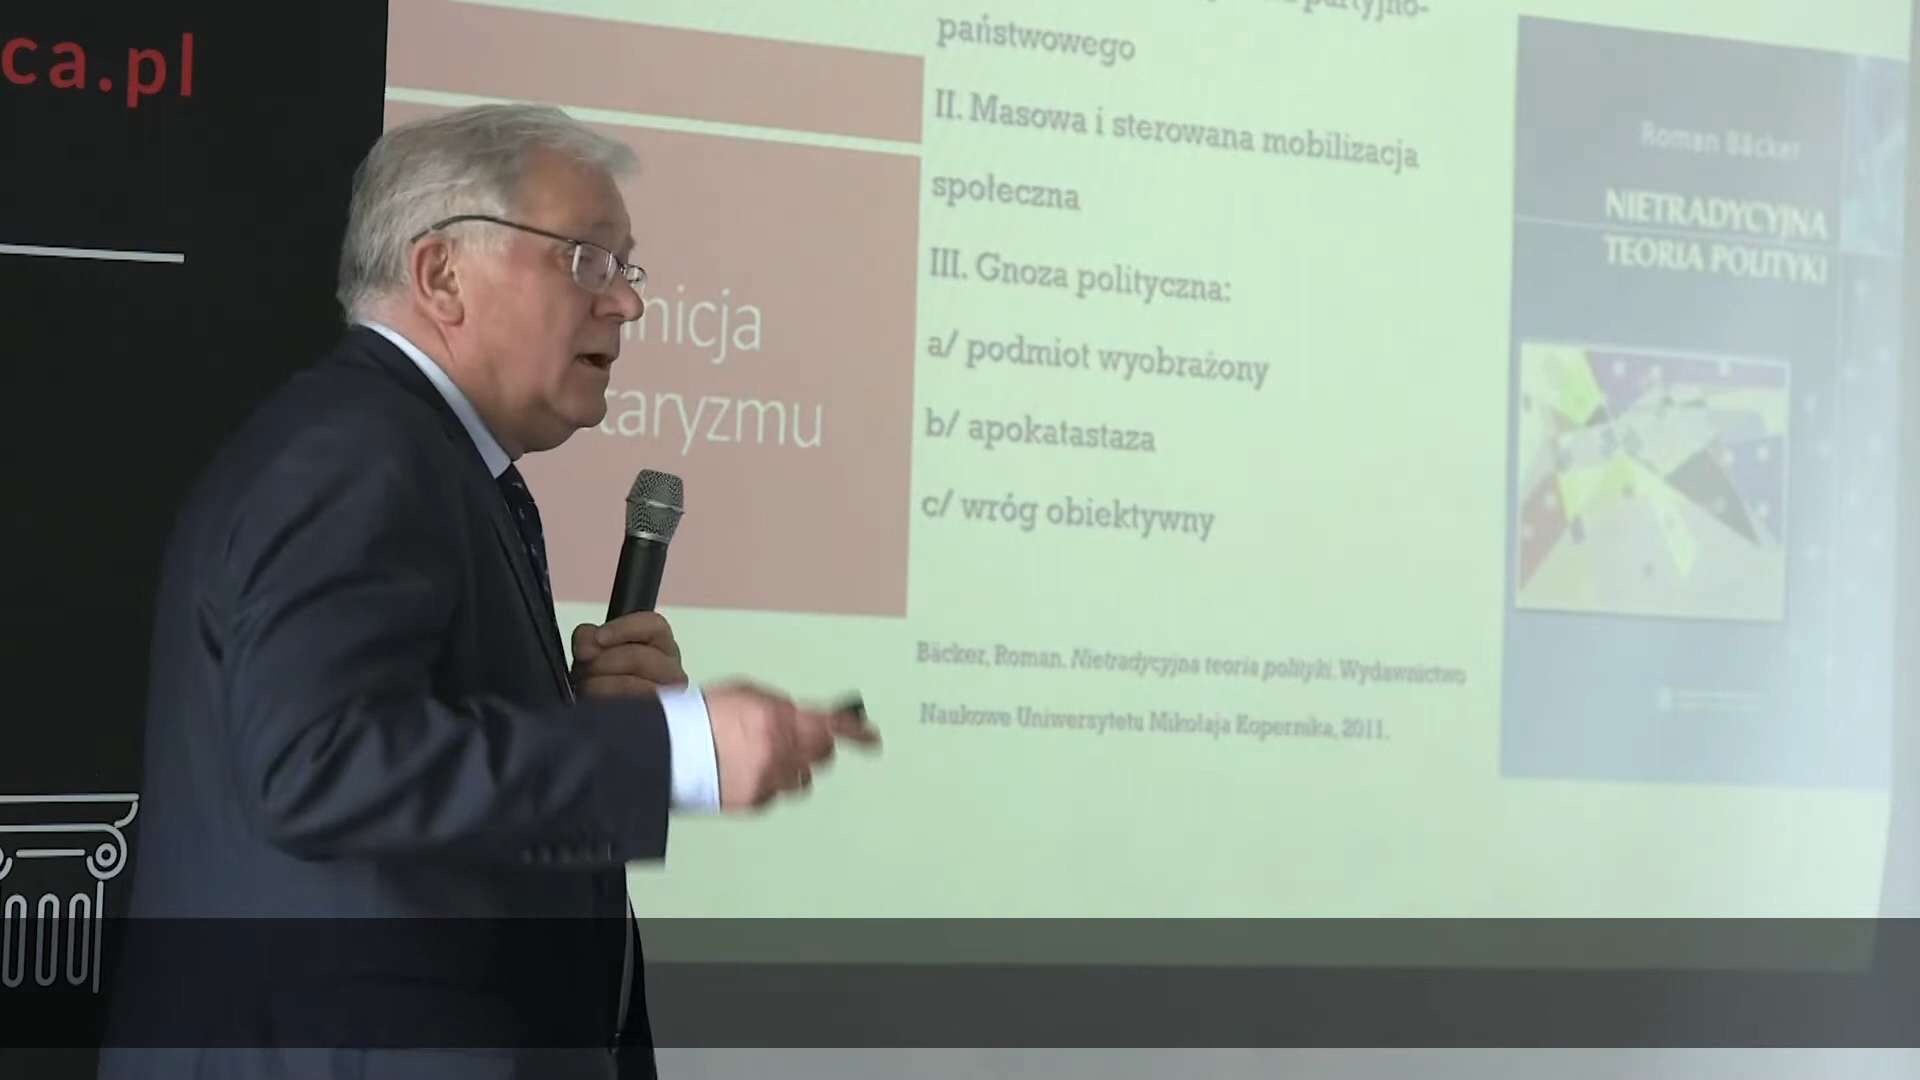 ca.pl
nicja
taryzmu
partyjno-
państwowego
II. Masowa i sterowana mobilizacja
społeczna
III. Gnoza polityczna:
a/ podmiot wyobrażony
b/ apokatastaza
c/ wróg obiektywny
Bäcker, Roman. Nietradycyjna teoria polityki. Wydawnictwo
Naukowe Uniwersytetu Mikołaja Kopernika, 2011.
Roman Bäcker
NIETRADYCYJNA
TEORIA POLITYKI